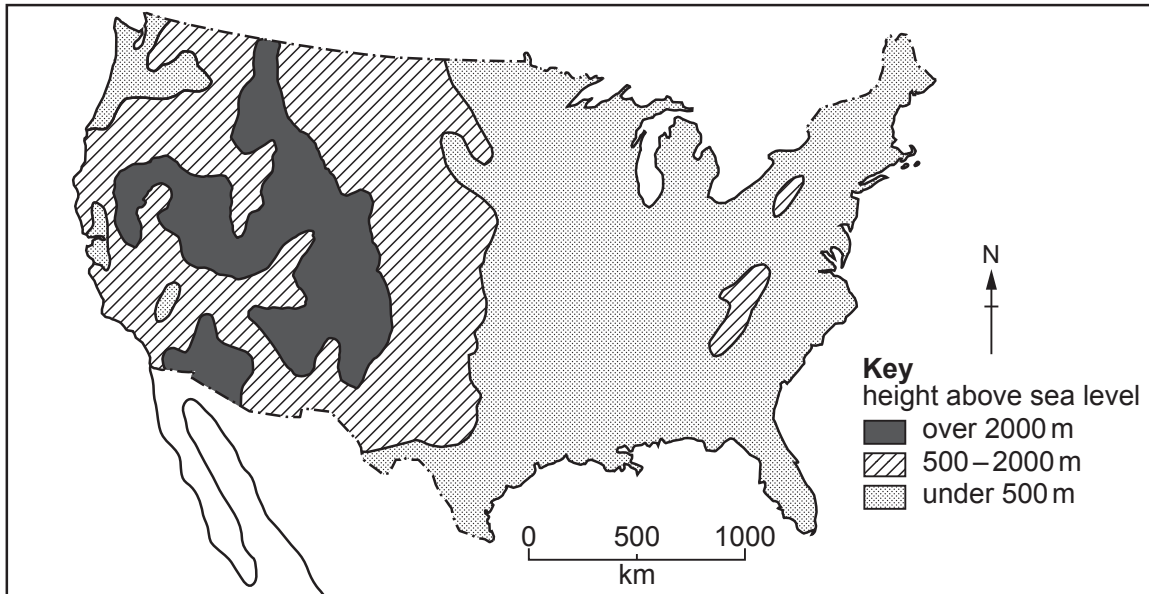 N
Key
height above sea level
over 2000 m
500 – 2000 m
under 500 m
0 500 1000
km